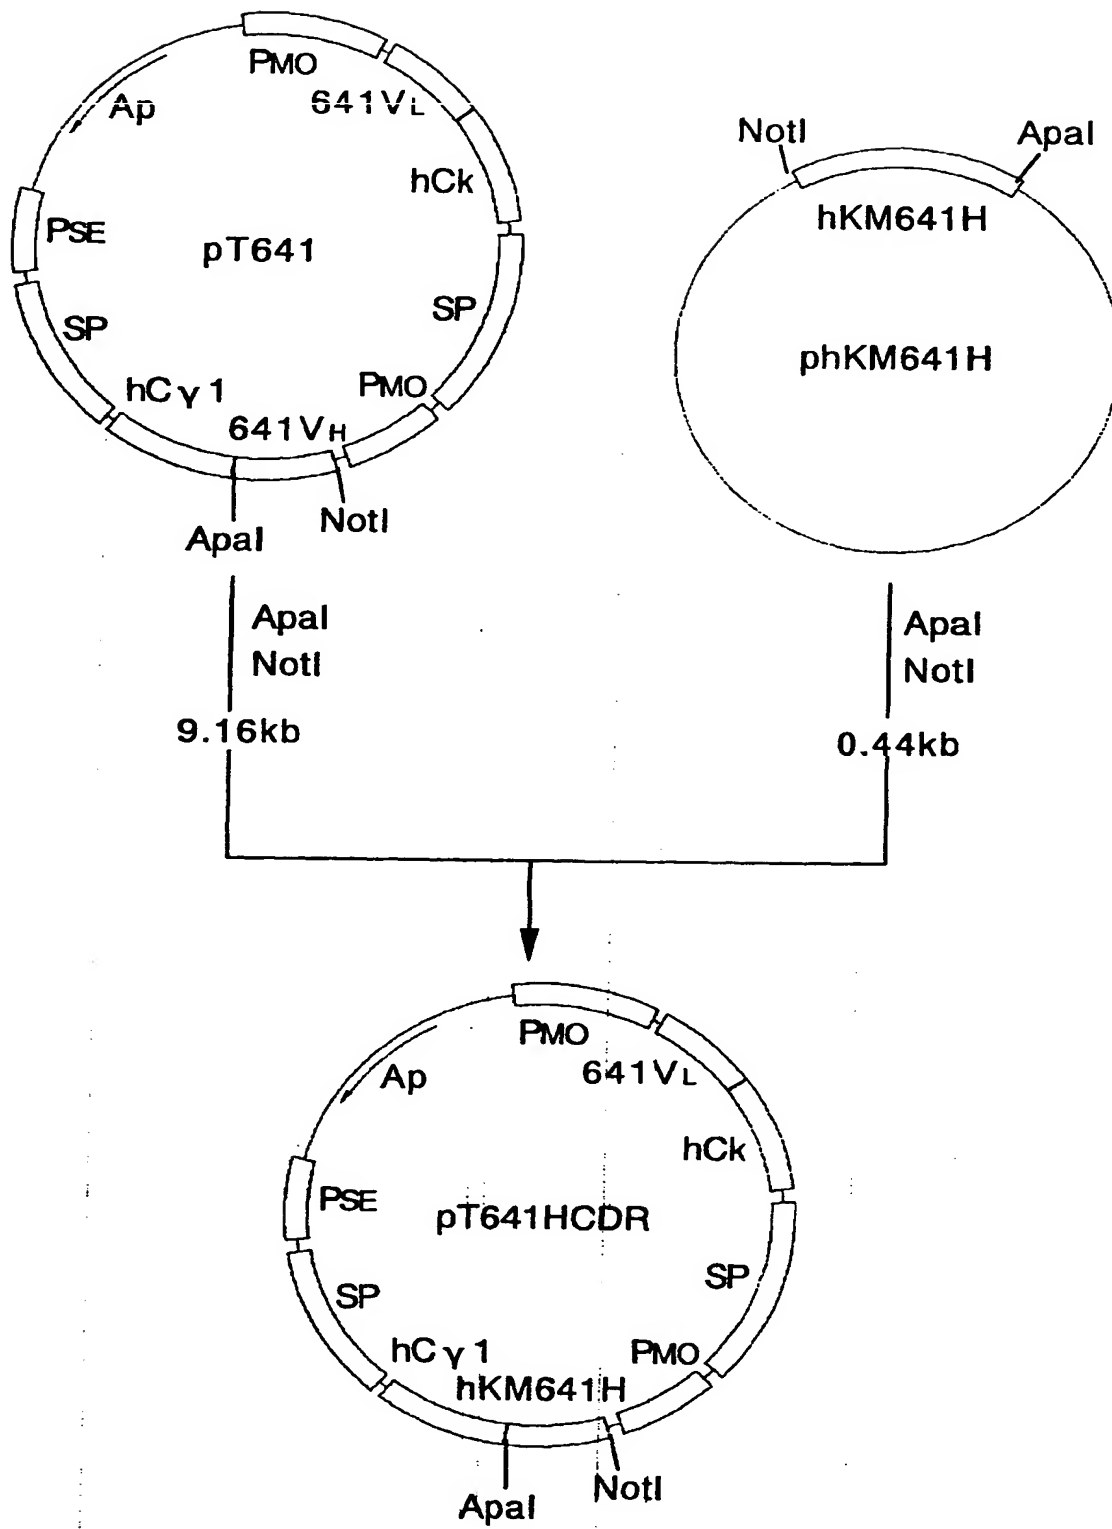 PMO
641VL
Ap
hCk
PSE
pT641
SP
SP
hCγ1
PMO
641VH
NotI
ApaI
NotI
ApaI
hKM641H
phKM641H
ApaI
NotI
9.16kb
ApaI
NotI
0.44kb
PMO
641VL
Ap
hCk
PSE
pT641HCDR
SP
SP
hCγ1
PMO
hKM641H
NotI
ApaI